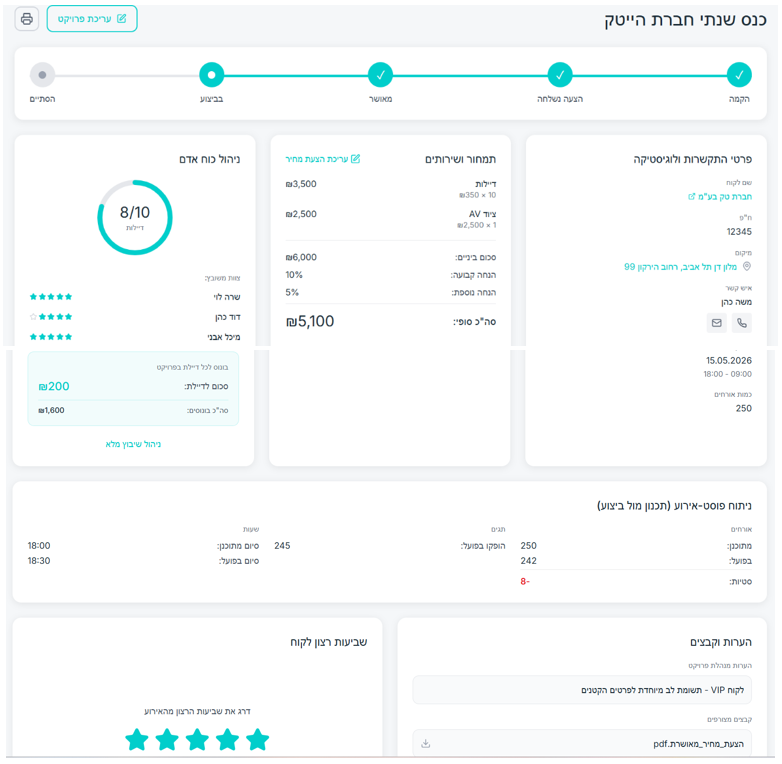 כנס שנתי חברת הייטק
עריכת פרויקט
הקמה
הצעה נשלחה
מאושר
בביצוע
הסתיים
פרטי התקשרות ולוגיסטיקה
שם לקוח
חברת טק בע"מ
ח"פ
12345
מיקום
מלון דן תל אביב, רחוב הירקון 99
איש קשר
משה כהן
15.05.2026
18:00 - 09:00
כמות אורחים
250
תמחור ושירותים
עריכת הצעת מחיר
דיילות ₪3,500
10 × ₪350
ציוד AV ₪2,500
1 × ₪2,500
סכום ביניים: ₪6,000
הנחה קבועה: 10%
הנחה נוספת: 5%
סה"כ סופי: ₪5,100
ניהול כוח אדם
8/10
דיילות
צוות משובץ:
שרה לוי
דוד כהן
מיכל אבני
בונוס לכל דיילת בפרויקט
סכום לדיילת: ₪200
סה"כ בונוסים: ₪1,600
ניהול שיבוץ מלא
ניתוח פוסט-אירוע (תכנון מול ביצוע)
אורחים
מתוכנן: 250
בפועל: 242
סטיות: -8
תגים
הופקו בפועל: 245
שעות
סיום מתוכנן: 18:00
סיום בפועל: 18:30
הערות וקבצים
הערות מנהלת פרויקט
לקוח VIP - תשומת לב מיוחדת לפרטים הקטנים
קבצים מצורפים
הצעת_מחיר_מאושרת.pdf
שביעות רצון לקוח
דרג את שביעות הרצון מהאירוע